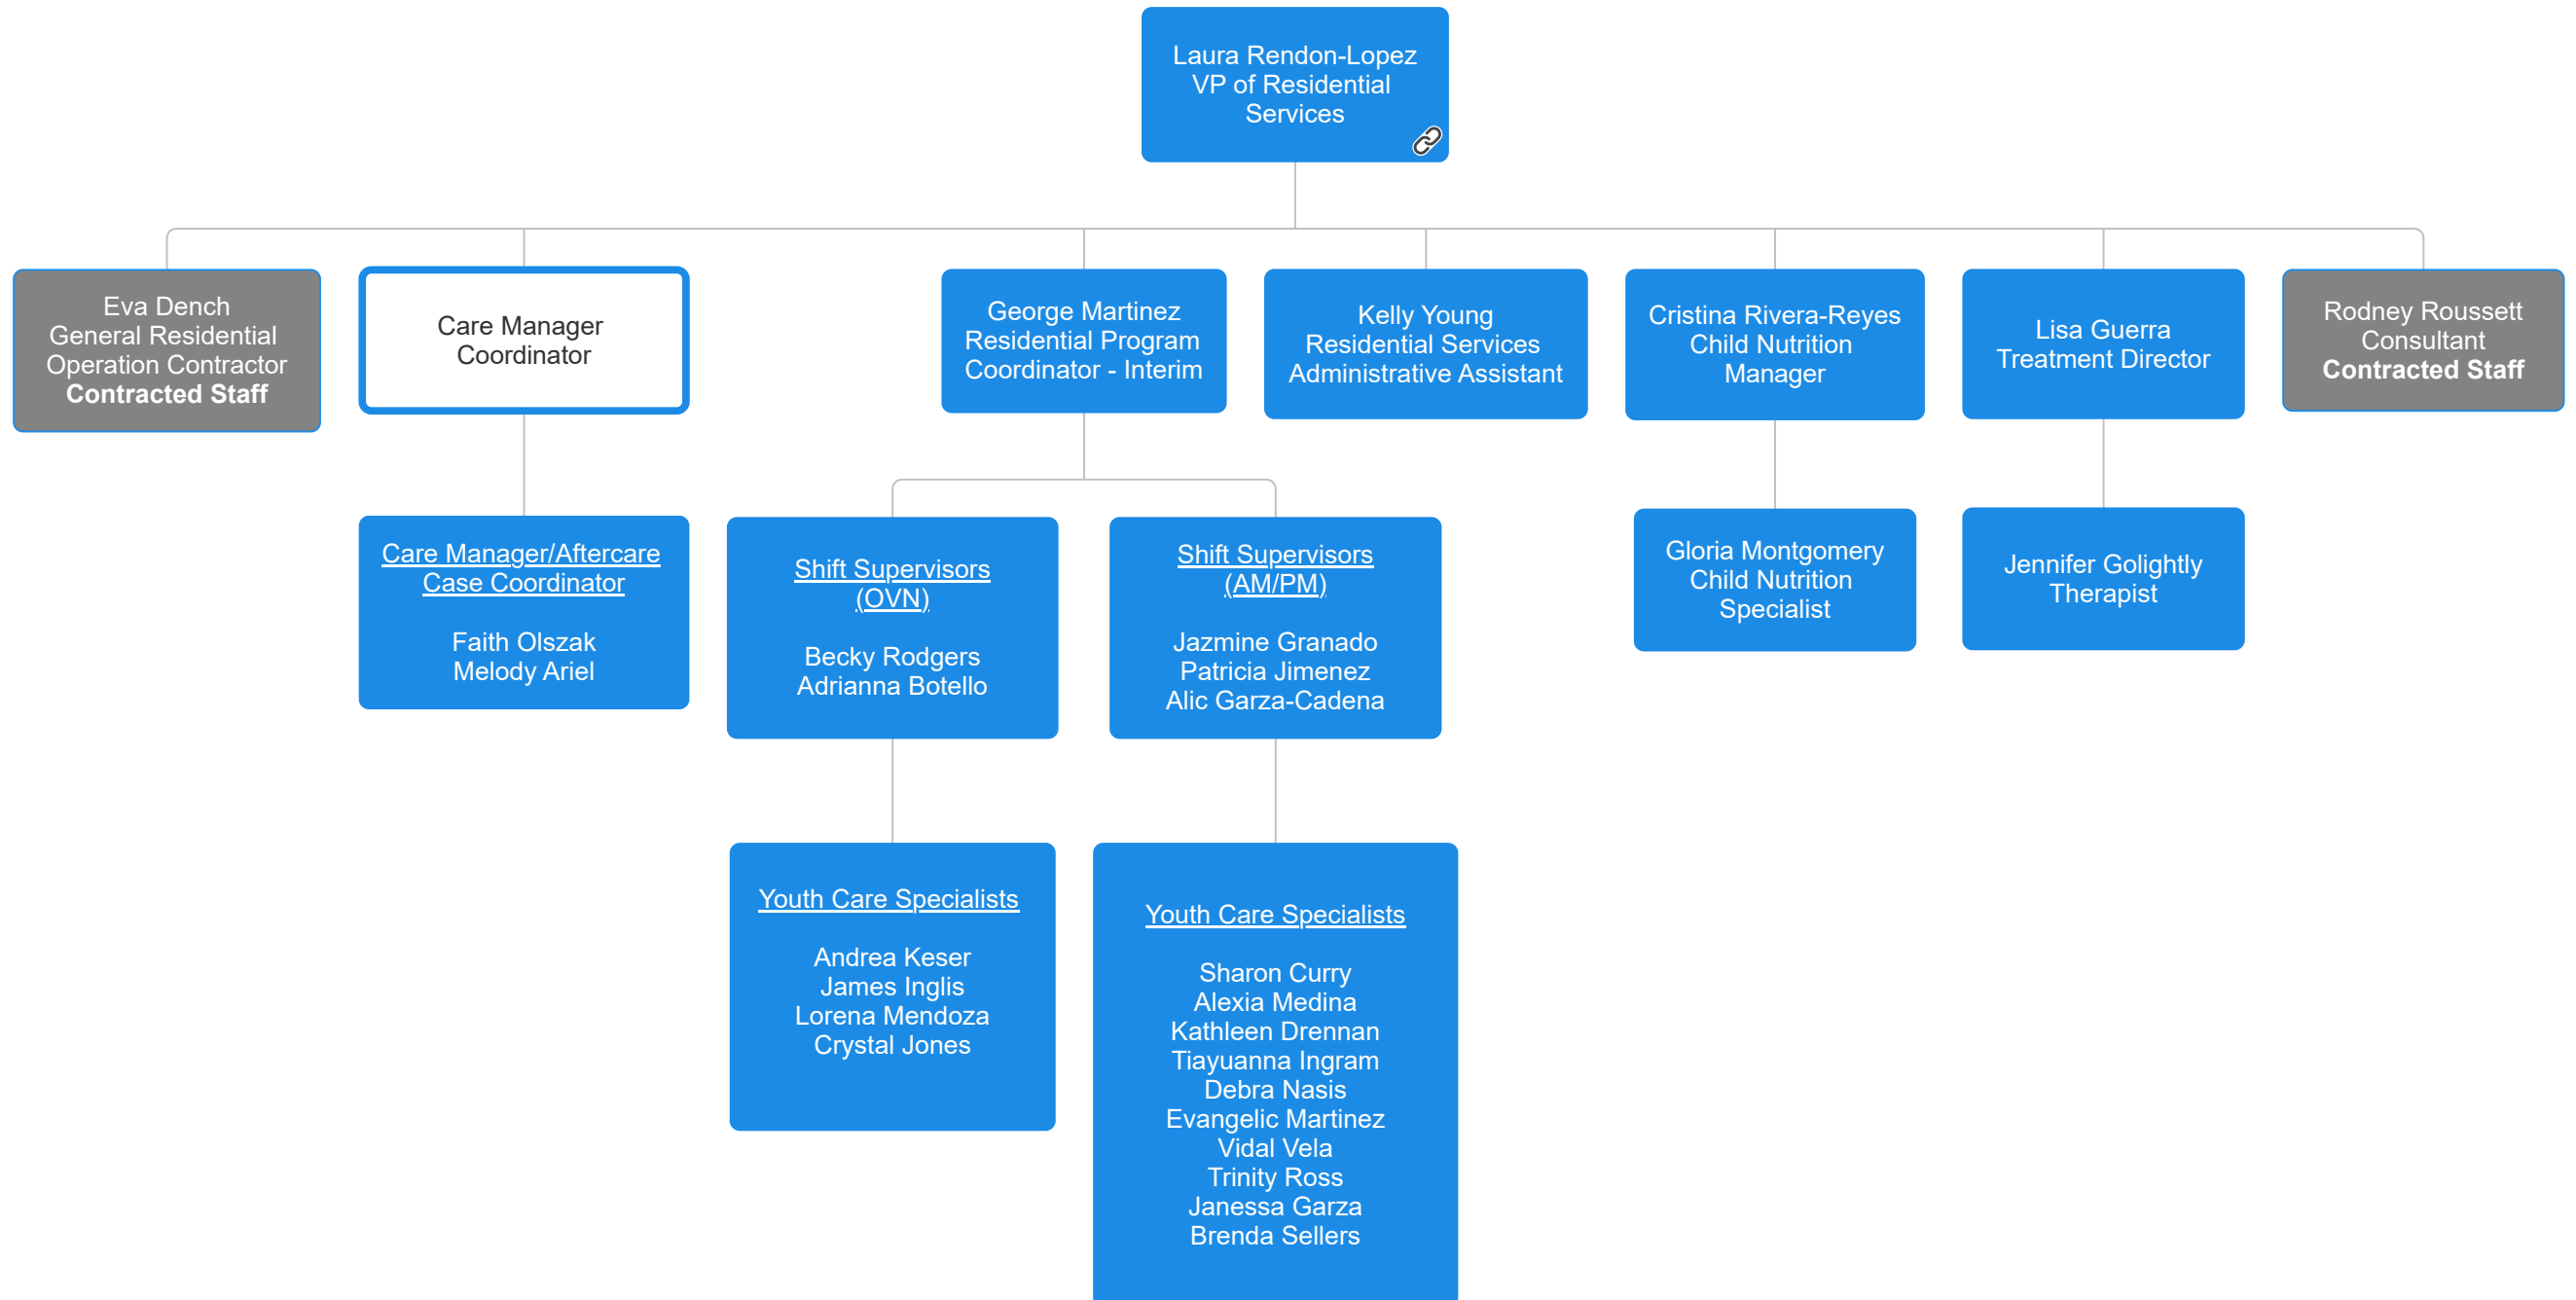 Laura Rendon-Lopez
VP of Residential
Services
Eva Dench
General Residential
Operation Contractor
Contracted Staff
Care Manager
Coordinator
George Martinez
Residential Program
Coordinator - Interim
Kelly Young
Residential Services
Administrative Assistant
Cristina Rivera-Reyes
Child Nutrition
Manager
Lisa Guerra
Treatment Director
Rodney Roussett
Consultant
Contracted Staff
Care Manager/Aftercare
Case Coordinator
Faith Olszak
Melody Ariel
Shift Supervisors
(OVN)
Becky Rodgers
Adrianna Botello
Shift Supervisors
(AM/PM)
Jazmine Granado
Patricia Jimenez
Alic Garza-Cadena
Gloria Montgomery
Child Nutrition
Specialist
Jennifer Golightly
Therapist
Youth Care Specialists
Andrea Keser
James Inglis
Lorena Mendoza
Crystal Jones
Youth Care Specialists
Sharon Curry
Alexia Medina
Kathleen Drennan
Tiayuanna Ingram
Debra Nasis
Evangelic Martinez
Vidal Vela
Trinity Ross
Janessa Garza
Brenda Sellers